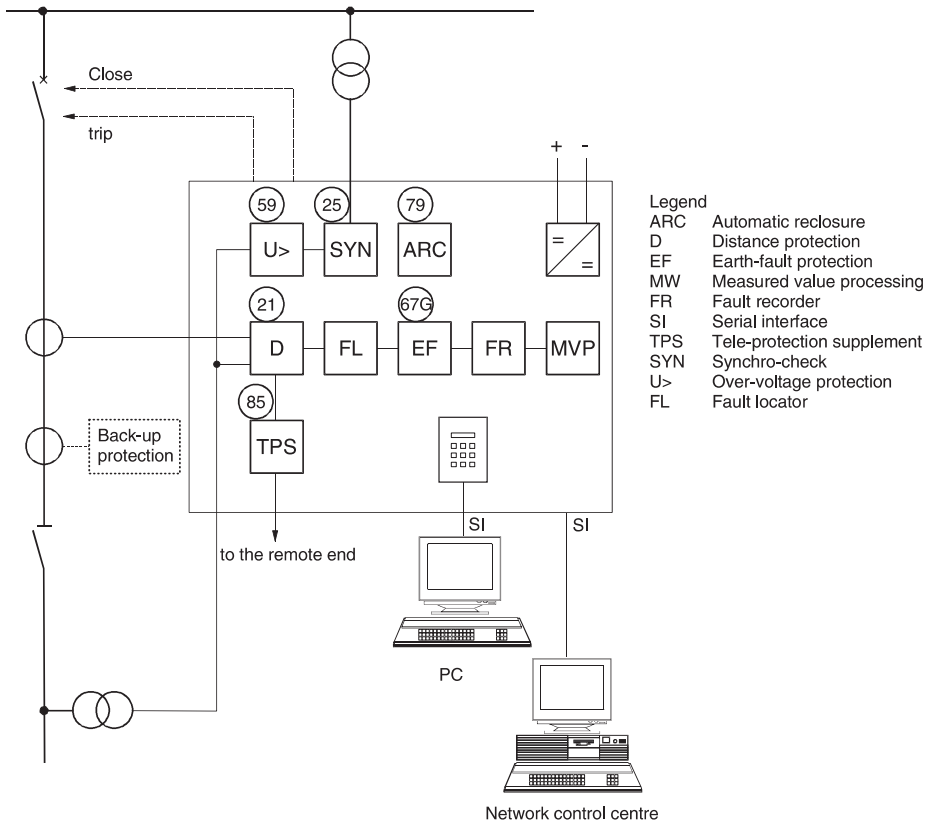 Close
trip
+ -
59
25
79
U>
SYN
ARC
=
=
21
67G
D
FL
EF
FR
MVP
85
TPS
Back-up
protection
to the remote end
SI
SI
PC
Network control centre
Legend
ARC Automatic reclosure
D Distance protection
EF Earth-fault protection
MW Measured value processing
FR Fault recorder
SI Serial interface
TPS Tele-protection supplement
SYN Synchro-check
U> Over-voltage protection
FL Fault locator